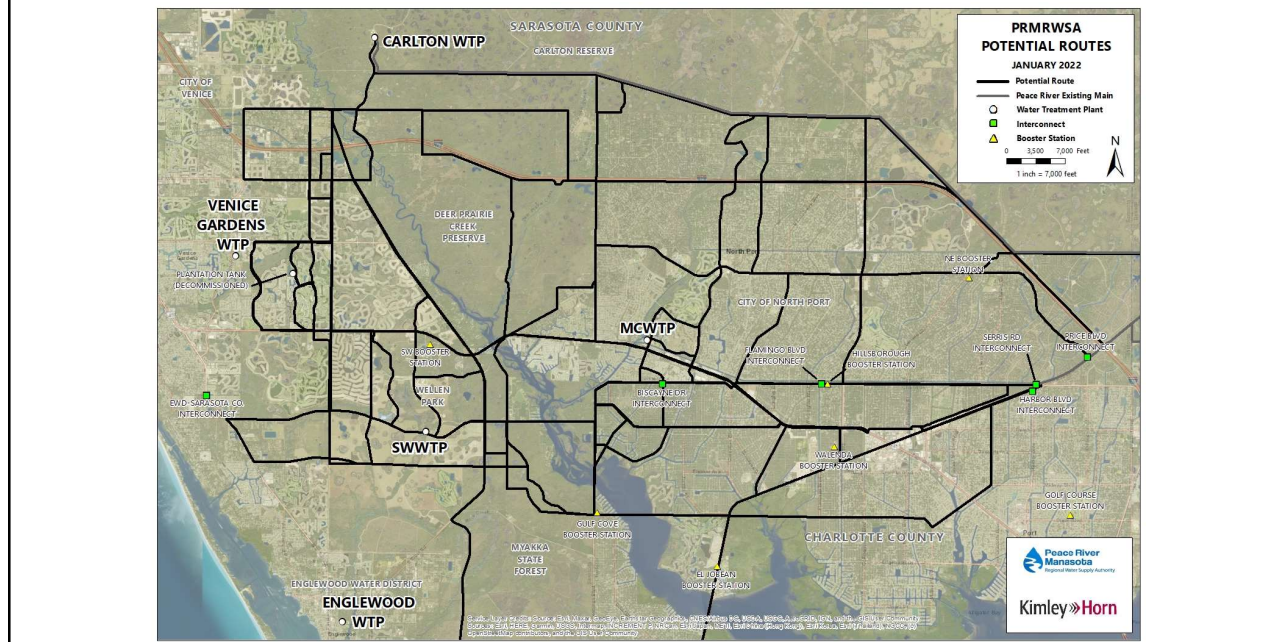 SARASOTA COUNTY
CARLTON WTP
CARLTON RESERVE
CITY OF
VENICE
PRMRWSA
POTENTIAL ROUTES
JANUARY 2022
Potential Route
Peace River Existing Main
Water Treatment Plant
Interconnect
Booster Station
N
0 3,500 7,000 Feet
1 inch = 7,000 feet
VENICE
GARDENS
WTP
DEER PRAIRIE
CREEK
PRESERVE
PLANTATION TANK
(DECOMMISSIONED)
North Port
NE BOOSTER
STATION
CITY OF NORTH PORT
MCWTP
SW BOOSTER
STATION
FLAMINGO BLVD
INTERCONNECT
HILLSBOROUGH
BOOSTER STATION
SERRIS RD
INTERCONNECT
PRICE BLVD
INTERCONNECT
WELLEN
PARK
EWD-SARASOTA CO.
INTERCONNECT
BISCAYNE DR
INTERCONNECT
HARBOR BLVD
INTERCONNECT
SWWTP
WALENDA
BOOSTER STATION
GOLF COURSE
BOOSTER STATION
GULF COVE
BOOSTER STATION
CHARLOTTE COUNTY
Port
MYAKKA
STATE
FOREST
EL JOBEAN
BOOSTER STATION
ENGLEWOOD WATER DISTRICT
ENGLEWOOD
WTP
Peace River
Manasota
Regional Water Supply Authority
Kimley»Horn